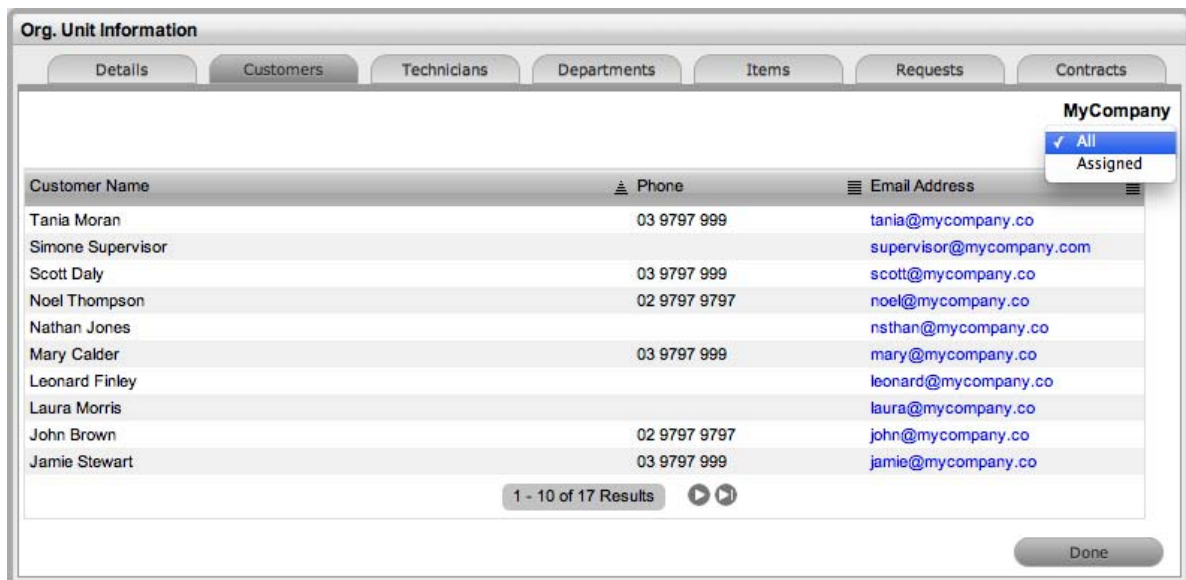 Org. Unit Information
Details Customers Technicians Departments Items Requests Contracts
MyCompany
✓ All
Assigned
Customer Name Phone Email Address
Tania Moran 03 9797 999 tania@mycompany.co
Simone Supervisor supervisor@mycompany.com
Scott Daly 03 9797 999 scott@mycompany.co
Noel Thompson 02 9797 9797 noel@mycompany.co
Nathan Jones nsthan@mycompany.co
Mary Calder 03 9797 999 mary@mycompany.co
Leonard Finley leonard@mycompany.co
Laura Morris laura@mycompany.co
John Brown 02 9797 9797 john@mycompany.co
Jamie Stewart 03 9797 999 jamie@mycompany.co
1 - 10 of 17 Results
Done